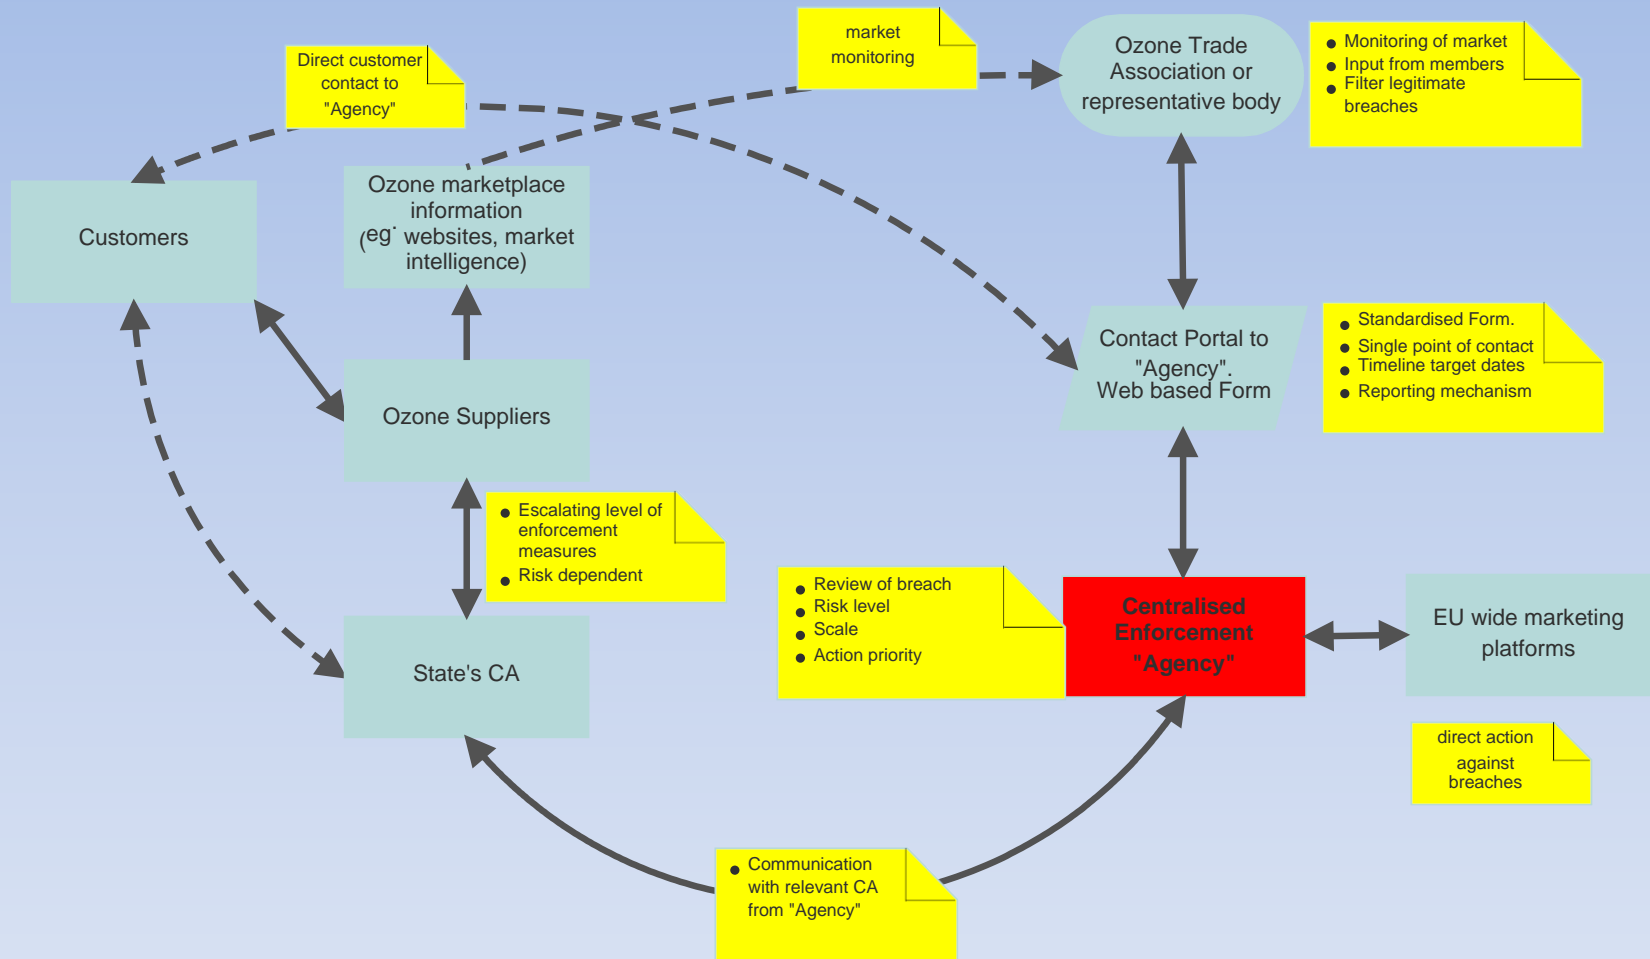 Direct customer
contact to
"Agency"
market
monitoring
Ozone Trade
Association or
representative body
● Monitoring of market
● Input from members
● Filter legitimate
breaches
Customers
Ozone marketplace
information
(eg. websites, market
intelligence)
Contact Portal to
"Agency".
Web based Form
● Standardised Form.
● Single point of contact
● Timeline target dates
● Reporting mechanism
Ozone Suppliers
● Escalating level of
enforcement
measures
● Risk dependent
State's CA
● Review of breach
● Risk level
● Scale
● Action priority
Centralised
Enforcement
"Agency"
EU wide marketing
platforms
direct action
against
breaches
● Communication
with relevant CA
from "Agency"